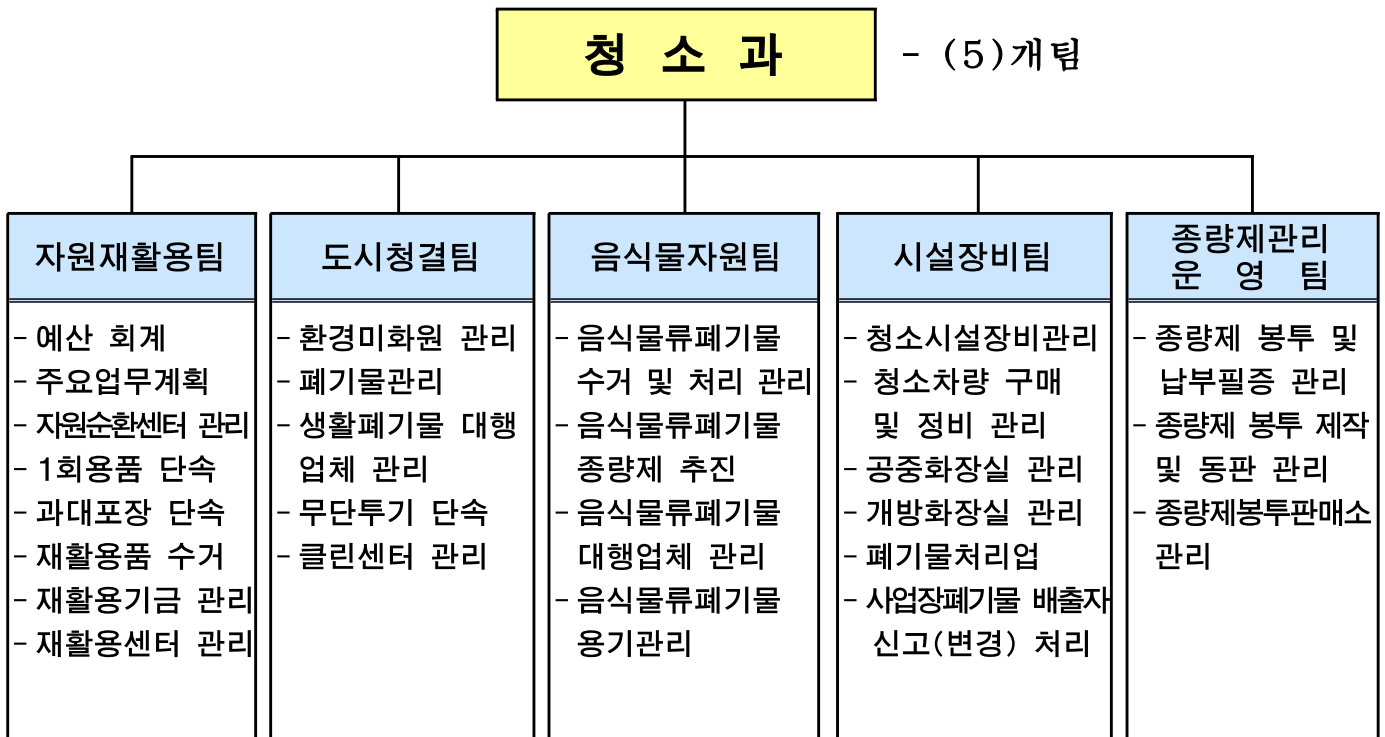 청 소 과 - (5)개팀
자원재활용팀
- 예산 회계
- 주요업무계획
- 자원순환센터 관리
- 1회용품 단속
- 과대포장 단속
- 재활용품 수거
- 재활용기금 관리
- 재활용센터 관리
도시청결팀
- 환경미화원 관리
- 폐기물관리
- 생활폐기물 대행
업체 관리
- 무단투기 단속
- 클린센터 관리
음식물자원팀
- 음식물류폐기물
수거 및 처리 관리
- 음식물류폐기물
종량제 추진
- 음식물류폐기물
대행업체 관리
- 음식물류폐기물
용기관리
시설장비팀
- 청소시설장비관리
- 청소차량 구매
및 정비 관리
- 공중화장실 관리
- 개방화장실 관리
- 폐기물처리업
- 사업장폐기물 배출자
신고(변경) 처리
종량제관리
운 영 팀
- 종량제 봉투 및
납부필증 관리
- 종량제 봉투 제작
및 동판 관리
- 종량제봉투판매소
관리